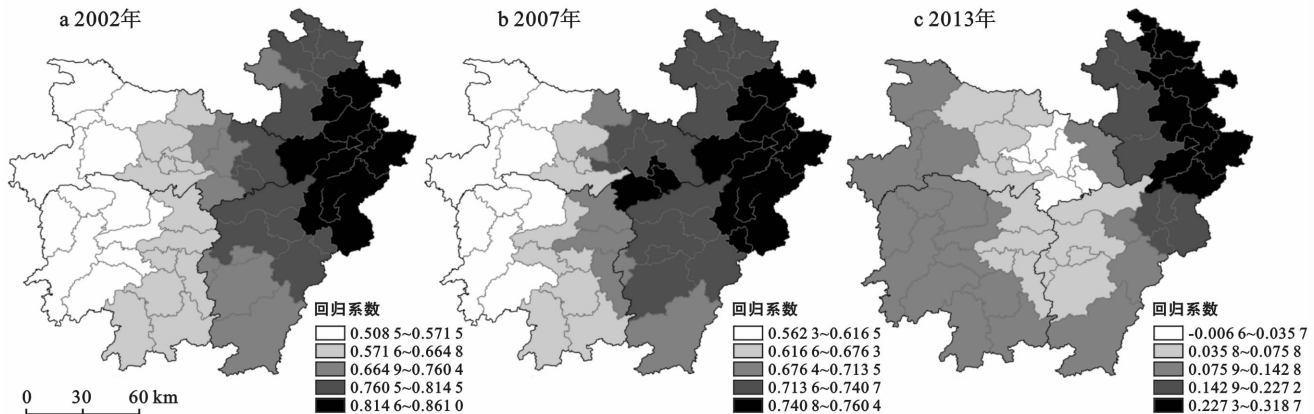 a 2002年
b 2007年
c 2013年
回归系数
0.508 5~0.571 5
0.571 6~0.664 8
0.664 9~0.760 4
0.760 5~0.814 5
0.814 6~0.861 0
回归系数
0.562 3~0.616 5
0.616 6~0.676 3
0.676 4~0.713 5
0.713 6~0.740 7
0.740 8~0.760 4
回归系数
-0.006 6~0.035 7
0.035 8~0.075 8
0.075 9~0.142 8
0.142 9~0.227 2
0.227 3~0.318 7
0 30 60 km